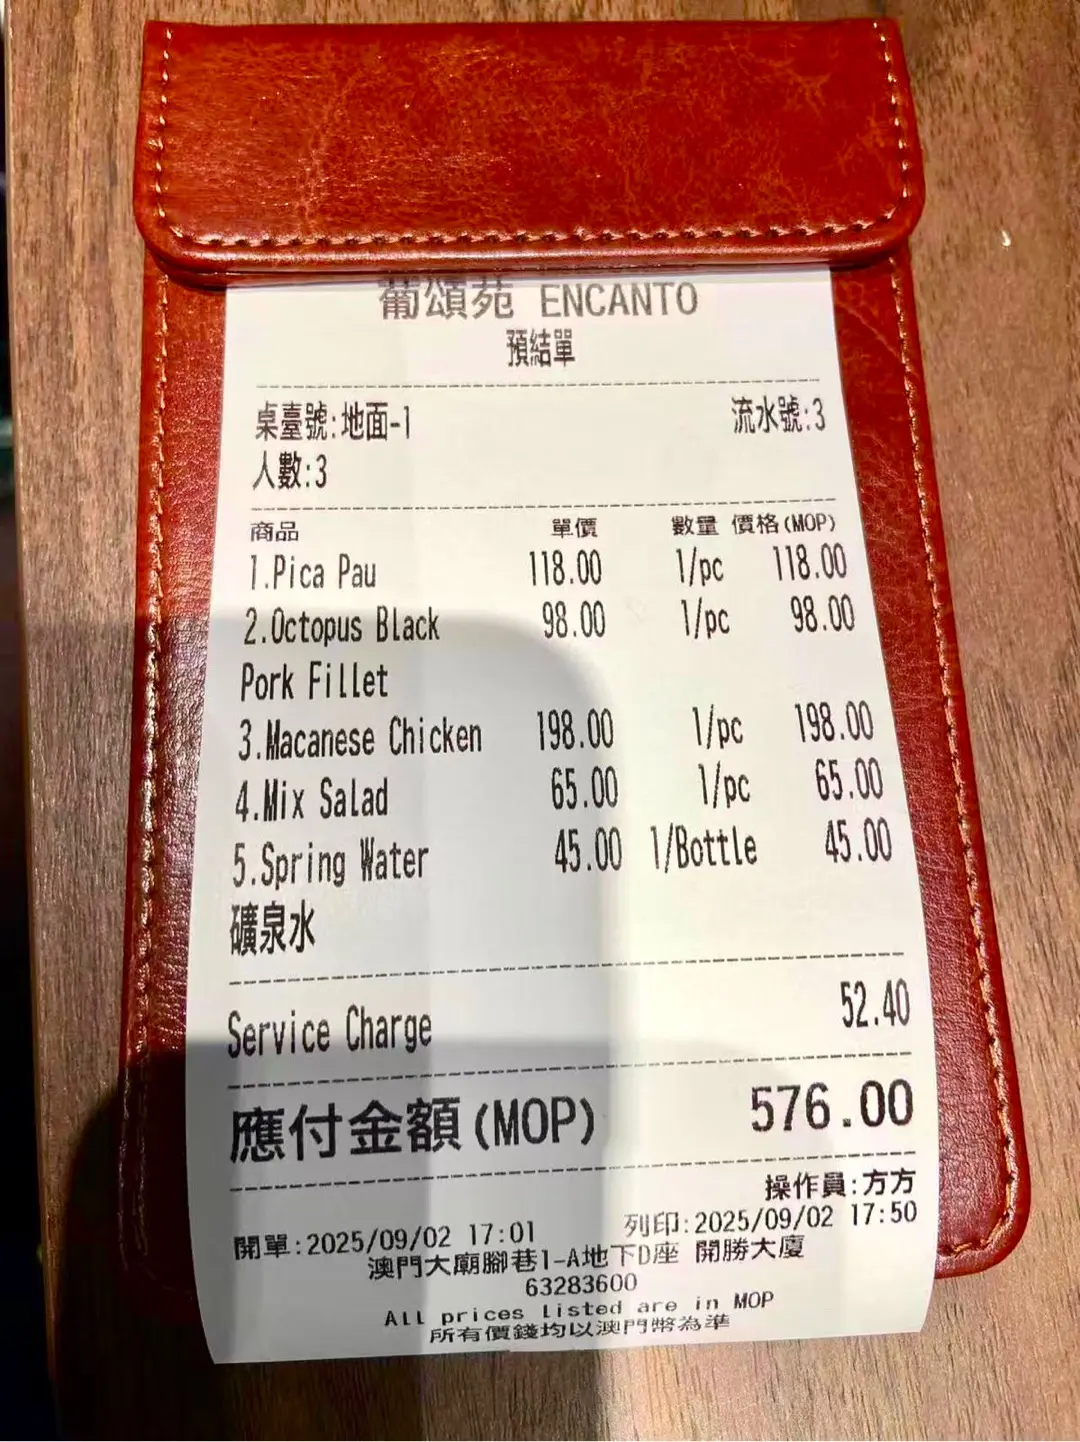 葡頌苑 ENCANTO
預結單
桌臺號:地面-1 流水號:3
人數:3
商品 單價 數量 價格(MOP)
1.Pica Pau 118.00 1/pc 118.00
2.Octopus Black 98.00 1/pc 98.00
Pork Fillet
3.Macanese Chicken 198.00 1/pc 198.00
4.Mix Salad 65.00 1/pc 65.00
5.Spring Water 45.00 1/Bottle 45.00
礦泉水
Service Charge 52.40
應付金額(MOP) 576.00
操作員:方方
開單:2025/09/02 17:01 列印:2025/09/02 17:50
澳門大廟腳巷1-A地下D座 開勝大廈
63283600
All prices listed are in MOP
所有價錢均以澳門幣為準